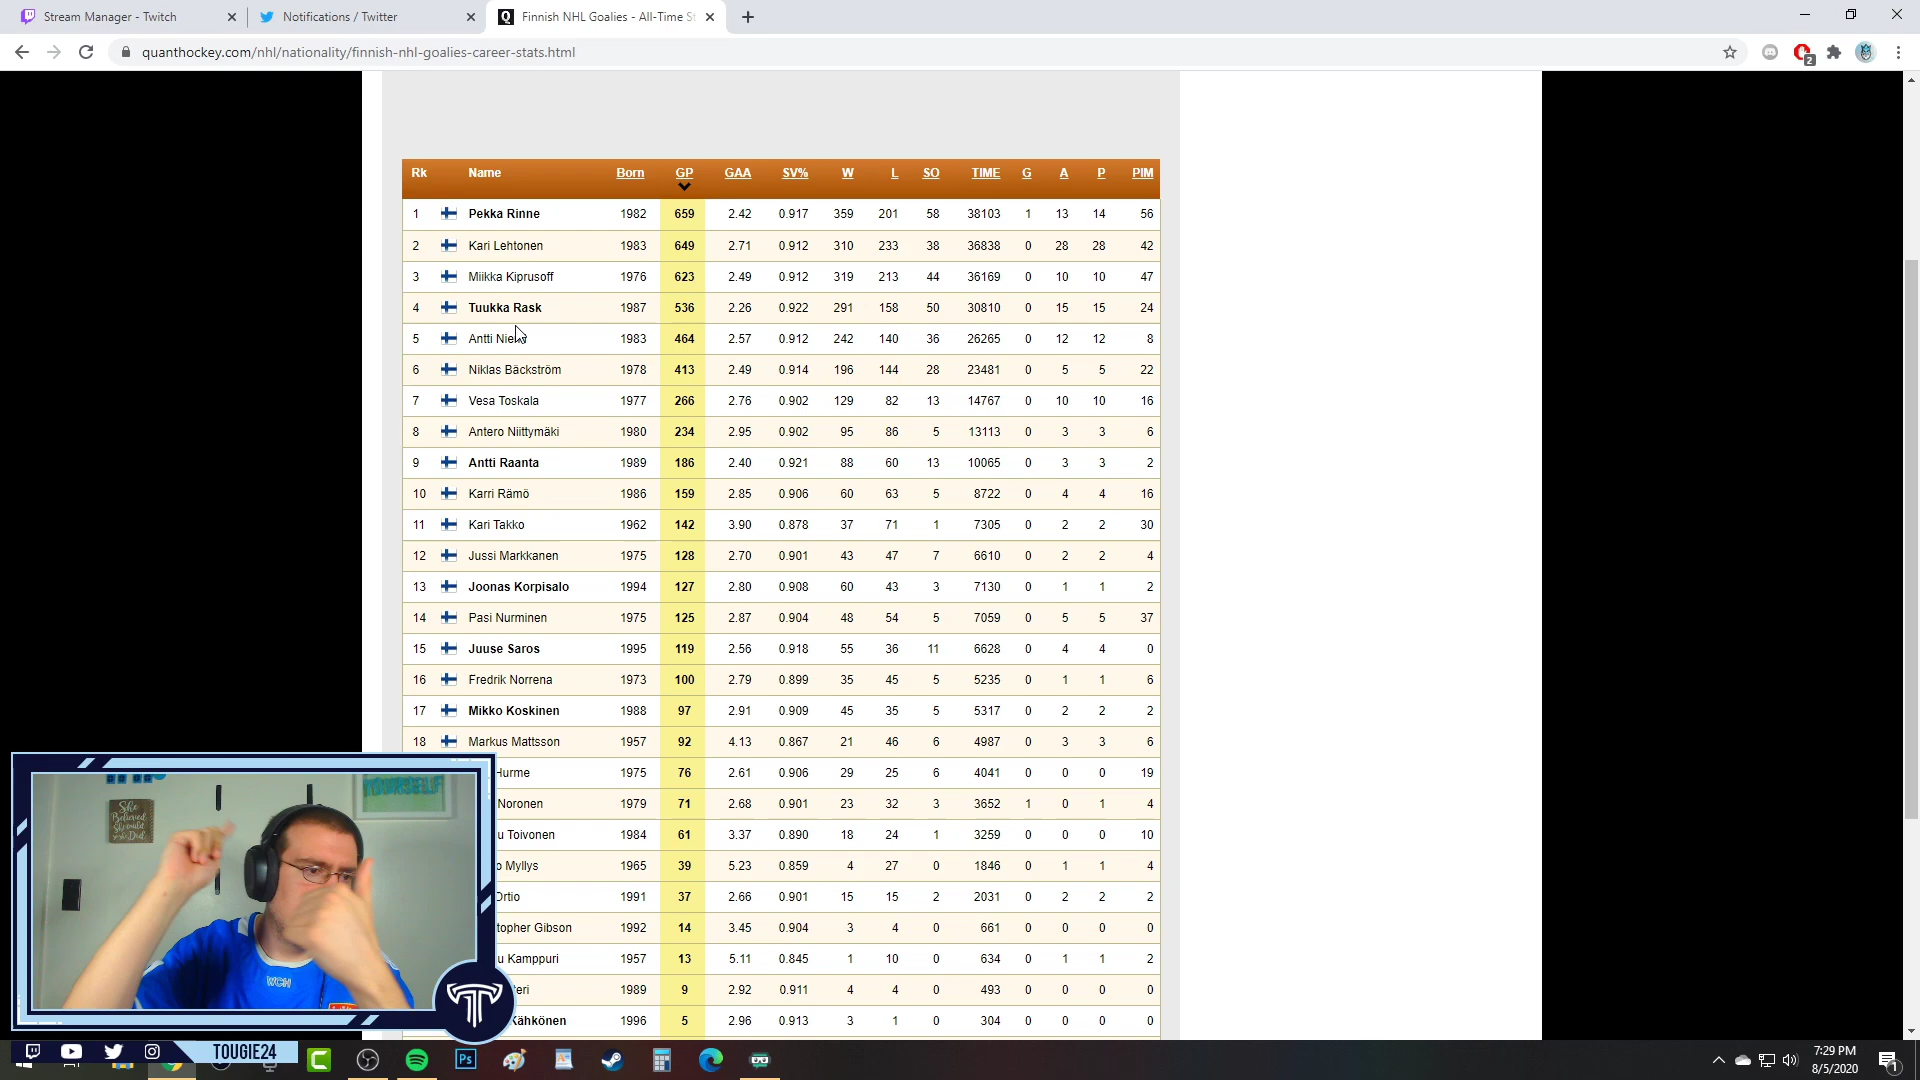 Stream Manager - Twitch
Notifications / Twitter
Finnish NHL Goalies - All-Time St
quanthockey.com/nhl/nationality/finnish-nhl-goalies-career-stats.html
2
Rk Name Born GP GAA SV% W L SO TIME G A P PIM
1 Pekka Rinne 1982 659 2.42 0.917 359 201 58 38103 1 13 14 56
2 Kari Lehtonen 1983 649 2.71 0.912 310 233 38 36838 0 28 28 42
3 Miikka Kiprusoff 1976 623 2.49 0.912 319 213 44 36169 0 10 10 47
4 Tuukka Rask 1987 536 2.26 0.922 291 158 50 30810 0 15 15 24
5 Antti 1983 464 2.57 0.912 242 140 36 26265 0 12 12 8
6 Niklas Bäckström 1978 413 2.49 0.914 196 144 28 23481 0 5 5 22
7 Vesa Toskala 1977 266 2.76 0.902 129 82 13 14767 0 10 10 16
8 Antero Niittymäki 1980 234 2.95 0.902 95 86 5 13113 0 3 3 6
9 Antti Raanta 1989 186 2.40 0.921 88 60 13 10065 0 3 3 2
10 Karri Rämö 1986 159 2.85 0.906 60 63 5 8722 0 4 4 16
11 Kari Takko 1962 142 3.90 0.878 37 71 1 7305 0 2 2 30
12 Jussi Markkanen 1975 128 2.70 0.901 43 47 7 6610 0 2 2 4
13 Joonas Korpisalo 1994 127 2.80 0.908 60 43 3 7130 0 1 1 2
14 Pasi Nurminen 1975 125 2.87 0.904 48 54 5 7059 0 5 5 37
15 Juuse Saros 1995 119 2.56 0.918 55 36 11 6628 0 4 4 0
16 Fredrik Norrena 1973 100 2.79 0.899 35 45 5 5235 0 1 1 6
17 Mikko Koskinen 1988 97 2.91 0.909 45 35 5 5317 0 2 2 2
18 Markus Mattsson 1957 92 4.13 0.867 21 46 6 4987 0 3 3 6
Hurme 1975 76 2.61 0.906 29 25 6 4041 0 0 0 19
Noronen 1979 71 2.68 0.901 23 32 3 3652 1 0 1 4
u Toivonen 1984 61 3.37 0.890 18 24 1 3259 0 0 0 10
o Myllys 1965 39 5.23 0.859 4 27 0 1846 0 1 1 4
Ortio 1991 37 2.66 0.901 15 15 2 2031 0 2 2 2
topher Gibson 1992 14 3.45 0.904 3 4 0 661 0 0 0 0
u Kamppuri 1957 13 5.11 0.845 1 10 0 634 0 1 1 2
eri 1989 9 2.92 0.911 4 4 0 493 0 0 0 0
Kähkönen 1996 5 2.96 0.913 3 1 0 304 0 0 0 0
She
Believed
She could
so she Did
YOURSELF
WCH
TOUGIE24
Ps
7:29 PM
8/5/2020
1